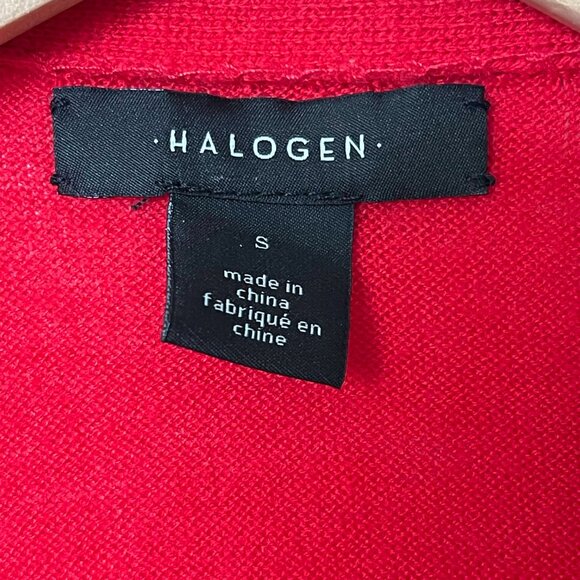 ·HALOGEN·
S
made in
china
fabriqué en
chine